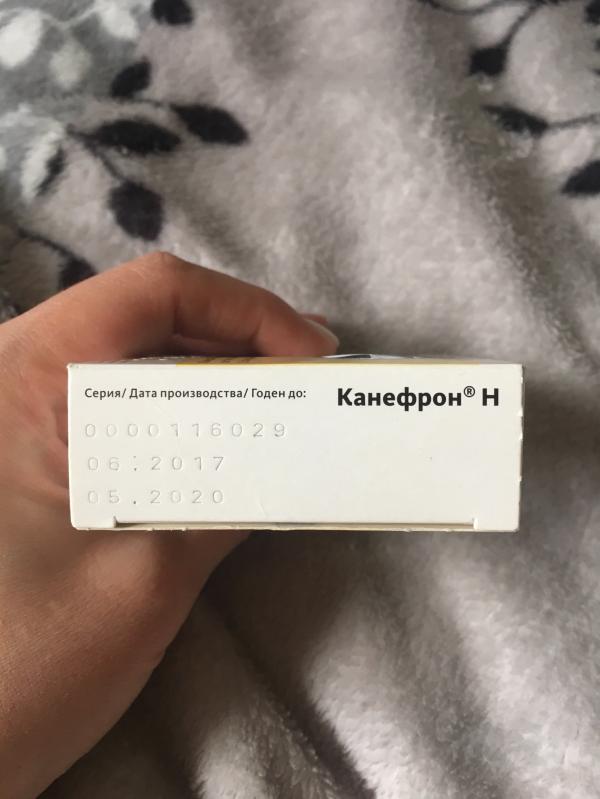 Серия/ Дата производства/ Годен до:
Канефрон® Н
0000116029
06.2017
05.2020